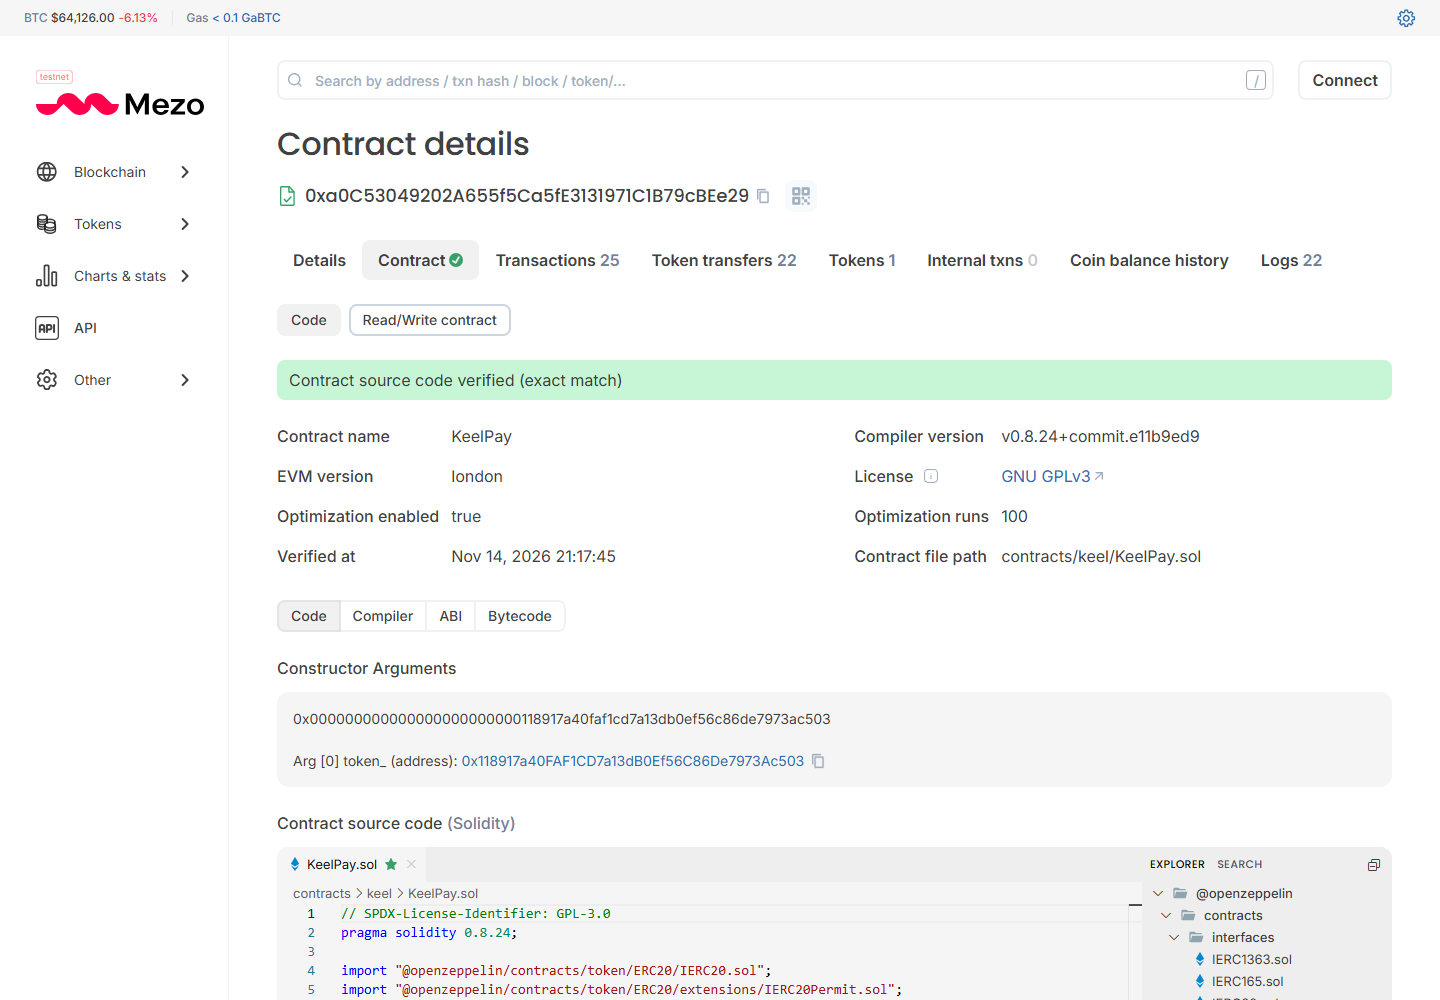 BTC $64,126.00 -6.13% Gas < 0.1 GaBTC
testnet
Mezo
Search by address / txn hash / block / token/... /
Connect
Blockchain
Tokens
Charts & stats
API API
Other
Contract details
0xa0C53049202A655f5Ca5fE3131971C1B79cBEe29
Details Contract Transactions 25 Token transfers 22 Tokens 1 Internal txns 0 Coin balance history Logs 22
Code Read/Write contract
Contract source code verified (exact match)
Contract name KeelPay Compiler version v0.8.24+commit.e11b9ed9
EVM version london License i GNU GPLv3
Optimization enabled true Optimization runs 100
Verified at Nov 14, 2026 21:17:45 Contract file path contracts/keel/KeelPay.sol
Code Compiler ABI Bytecode
Constructor Arguments
0x000000000000000000000000118917a40faf1cd7a13db0ef56c86de7973ac503
Arg [0] token_ (address): 0x118917a40FAF1CD7a13dB0Ef56C86De7973Ac503
Contract source code (Solidity)
KeelPay.sol
contracts > keel > KeelPay.sol
1 // SPDX-License-Identifier: GPL-3.0
2 pragma solidity 0.8.24;
3
4 import "@openzeppelin/contracts/token/ERC20/IERC20.sol";
5 import "@openzeppelin/contracts/token/ERC20/extensions/IERC20Permit.sol";
EXPLORER SEARCH
@openzeppelin
contracts
interfaces
IERC1363.sol
IERC165.sol